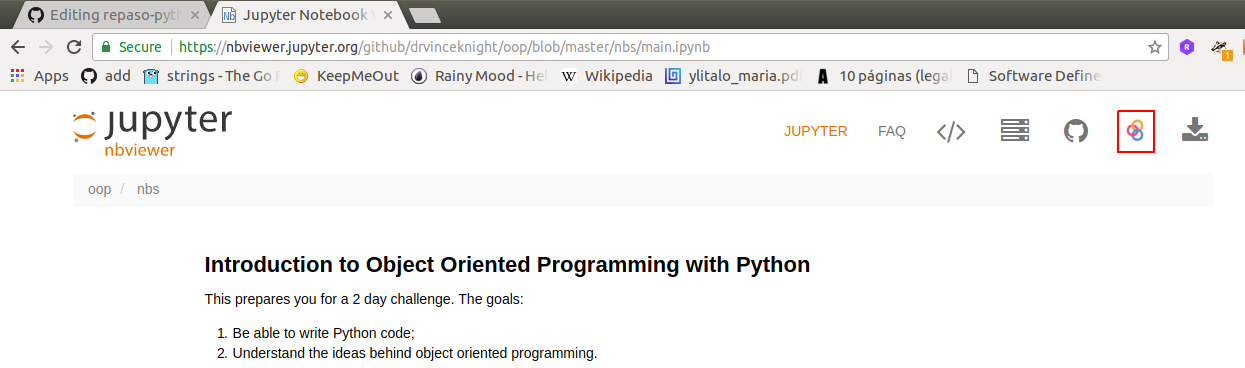 Editing repaso-pyth
Jupyter Notebook V
Secure https://nbviewer.jupyter.org/github/drvinceknight/oop/blob/master/nbs/main.ipynb
R
1
Apps add strings - The Go P KeepMeOut Rainy Mood - Hel W Wikipedia ylitalo_maria.pd 10 páginas (legal Software Define
jupyter
nbviewer
JUPYTER FAQ </>
oop / nbs
Introduction to Object Oriented Programming with Python
This prepares you for a 2 day challenge. The goals:
1. Be able to write Python code;
2. Understand the ideas behind object oriented programming.